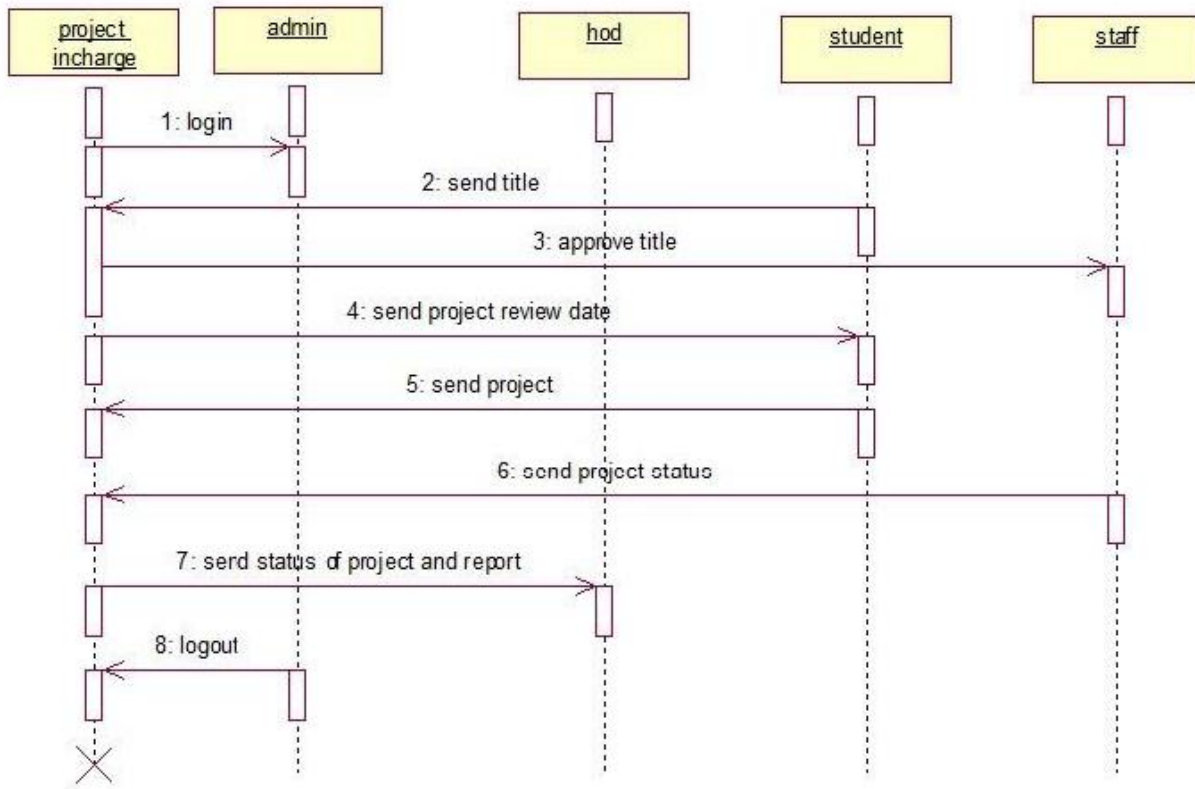 project
incharge
admin
hod
student
staff
1: login
2: send title
3: approve title
4: send project review date
5: send project
6: send project status
7: send status of project and report
8: logout